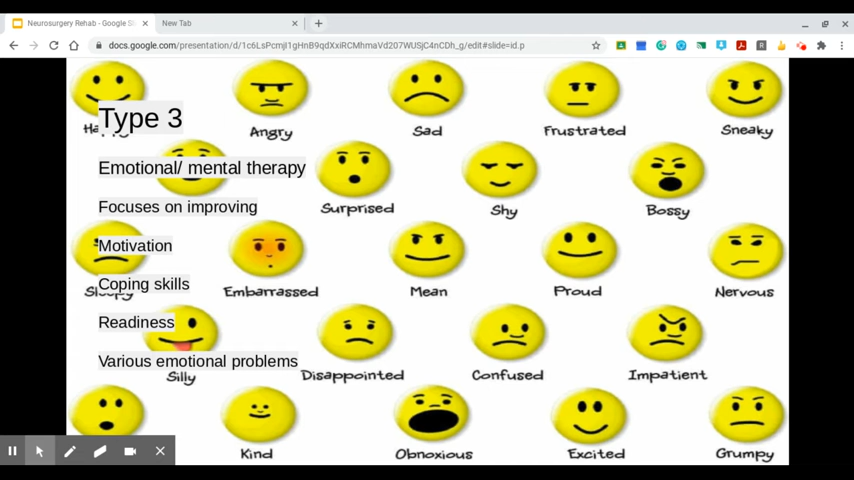 Neurosurgery Rehab - Google Sli
New Tab
docs.google.com/presentation/d/1c6LsPcmjI1gHnB9qdXxiRCMhmaVd207WUSjC4nCDh_g/edit#slide=id.p
Type 3
Angry
Sad
Frustrated
Sneaky
Emotional/ mental therapy
Focuses on improving
Surprised
Shy
Bossy
Motivation
Coping skills
Embarrassed
Mean
Proud
Nervous
Readiness
Various emotional problems
Silly
Disappointed
Confused
Impatient
Kind
Obnoxious
Excited
Grumpy